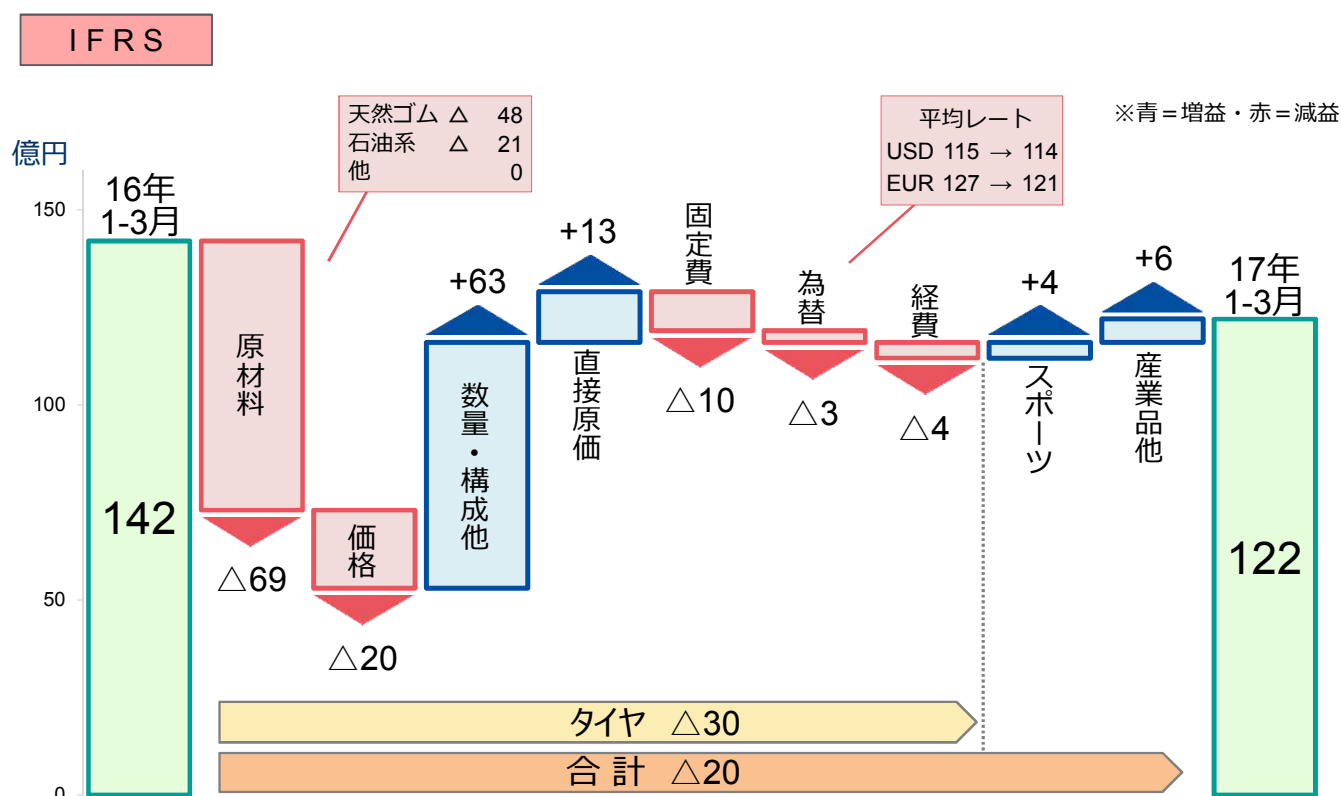 IFRS
天然ゴム △ 48
石油系 △ 21
他 0
平均レート
USD 115 → 114
EUR 127 → 121
※青＝増益・赤＝減益
億円
150
100
50
0
16年
1-3月
142
原材料
△69
価格
△20
+63
数量・構成他
+13
直接原価
固定費
△10
為替
△3
経費
△4
+4
スポーツ
+6
産業品他
17年
1-3月
122
タイヤ △30
合計 △20